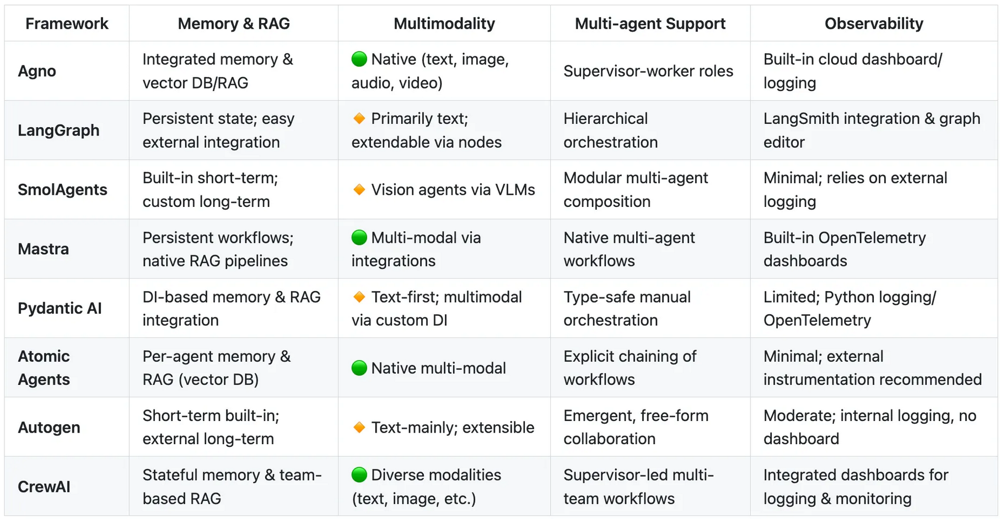 Framework Memory & RAG Multimodality Multi-agent Support Observability
Agno
Integrated memory &
vector DB/RAG
🟢 Native (text, image,
audio, video)
Supervisor-worker roles
Built-in cloud dashboard/
logging
LangGraph
Persistent state; easy
external integration
🔸 Primarily text;
extendable via nodes
Hierarchical
orchestration
LangSmith integration & graph
editor
SmolAgents
Built-in short-term;
custom long-term
🔸 Vision agents via VLMs
Modular multi-agent
composition
Minimal; relies on external
logging
Mastra
Persistent workflows;
native RAG pipelines
🟢 Multi-modal via
integrations
Native multi-agent
workflows
Built-in OpenTelemetry
dashboards
Pydantic AI
DI-based memory & RAG
integration
🔸 Text-first; multimodal
via custom DI
Type-safe manual
orchestration
Limited; Python logging/
OpenTelemetry
Atomic
Agents
Per-agent memory &
RAG (vector DB)
🟢 Native multi-modal
Explicit chaining of
workflows
Minimal; external
instrumentation recommended
Autogen
Short-term built-in;
external long-term
🔸 Text-mainly; extensible
Emergent, free-form
collaboration
Moderate; internal logging, no
dashboard
CrewAI
Stateful memory & team-
based RAG
🟢 Diverse modalities
(text, image, etc.)
Supervisor-led multi-
team workflows
Integrated dashboards for
logging & monitoring